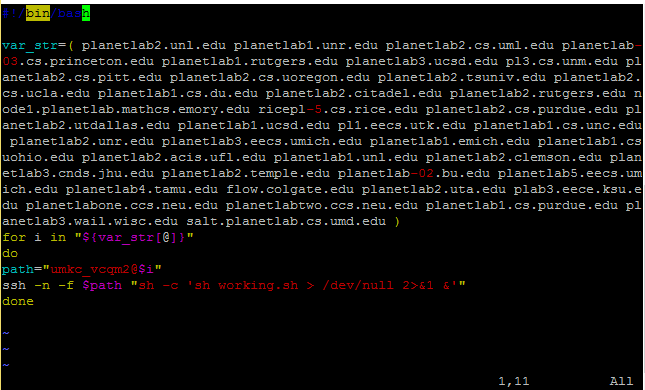 #!/bin/bash
var_str=( planetlab2.unl.edu planetlab1.unr.edu planetlab2.cs.uml.edu planetlab-
03.cs.princeton.edu planetlab1.rutgers.edu planetlab3.ucsd.edu pl3.cs.unm.edu pl
anetlab2.cs.pitt.edu planetlab2.cs.uoregon.edu planetlab2.tsuniv.edu planetlab2.
cs.ucla.edu planetlab1.cs.du.edu planetlab2.citadel.edu planetlab2.rutgers.edu n
ode1.planetlab.mathcs.emory.edu ricepl-5.cs.rice.edu planetlab2.cs.purdue.edu pl
anetlab2.utdallas.edu planetlab1.ucsd.edu pl1.eecs.utk.edu planetlab1.cs.unc.edu
 planetlab2.unr.edu planetlab3.eecs.umich.edu planetlab1.emich.edu planetlab1.cs
uohio.edu planetlab2.acis.ufl.edu planetlab1.unl.edu planetlab2.clemson.edu plan
etlab3.cnds.jhu.edu planetlab2.temple.edu planetlab-02.bu.edu planetlab5.eecs.um
ich.edu planetlab4.tamu.edu flow.colgate.edu planetlab2.uta.edu plab3.eece.ksu.e
du planetlabone.ccs.neu.edu planetlabtwo.ccs.neu.edu planetlab1.cs.purdue.edu pl
anetlab3.wail.wisc.edu salt.planetlab.cs.umd.edu )
for i in "${var_str[@]}"
do
path="umkc_vcqm2@$i"
ssh -n -f $path "sh -c 'sh working.sh > /dev/null 2>&1 &'"
done
~
~
~
1,11 All